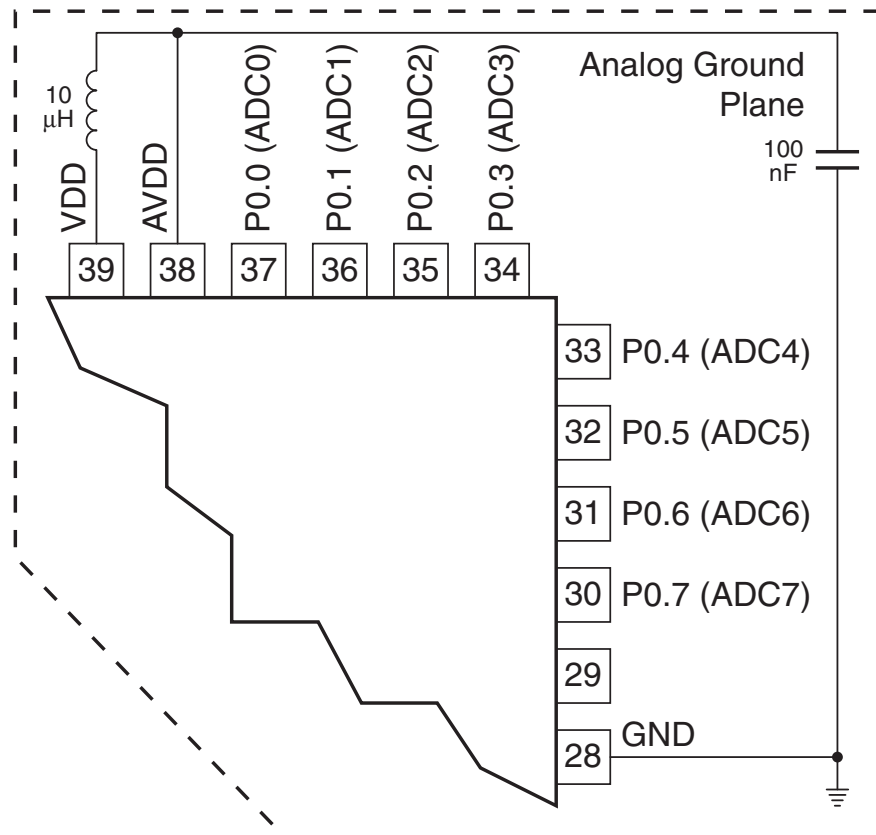 Analog Ground
Plane
10
μH
100
nF
VDD
AVDD
P0.0 (ADC0)
P0.1 (ADC1)
P0.2 (ADC2)
P0.3 (ADC3)
39
38
37
36
35
34
33 P0.4 (ADC4)
32 P0.5 (ADC5)
31 P0.6 (ADC6)
30 P0.7 (ADC7)
29
28 GND